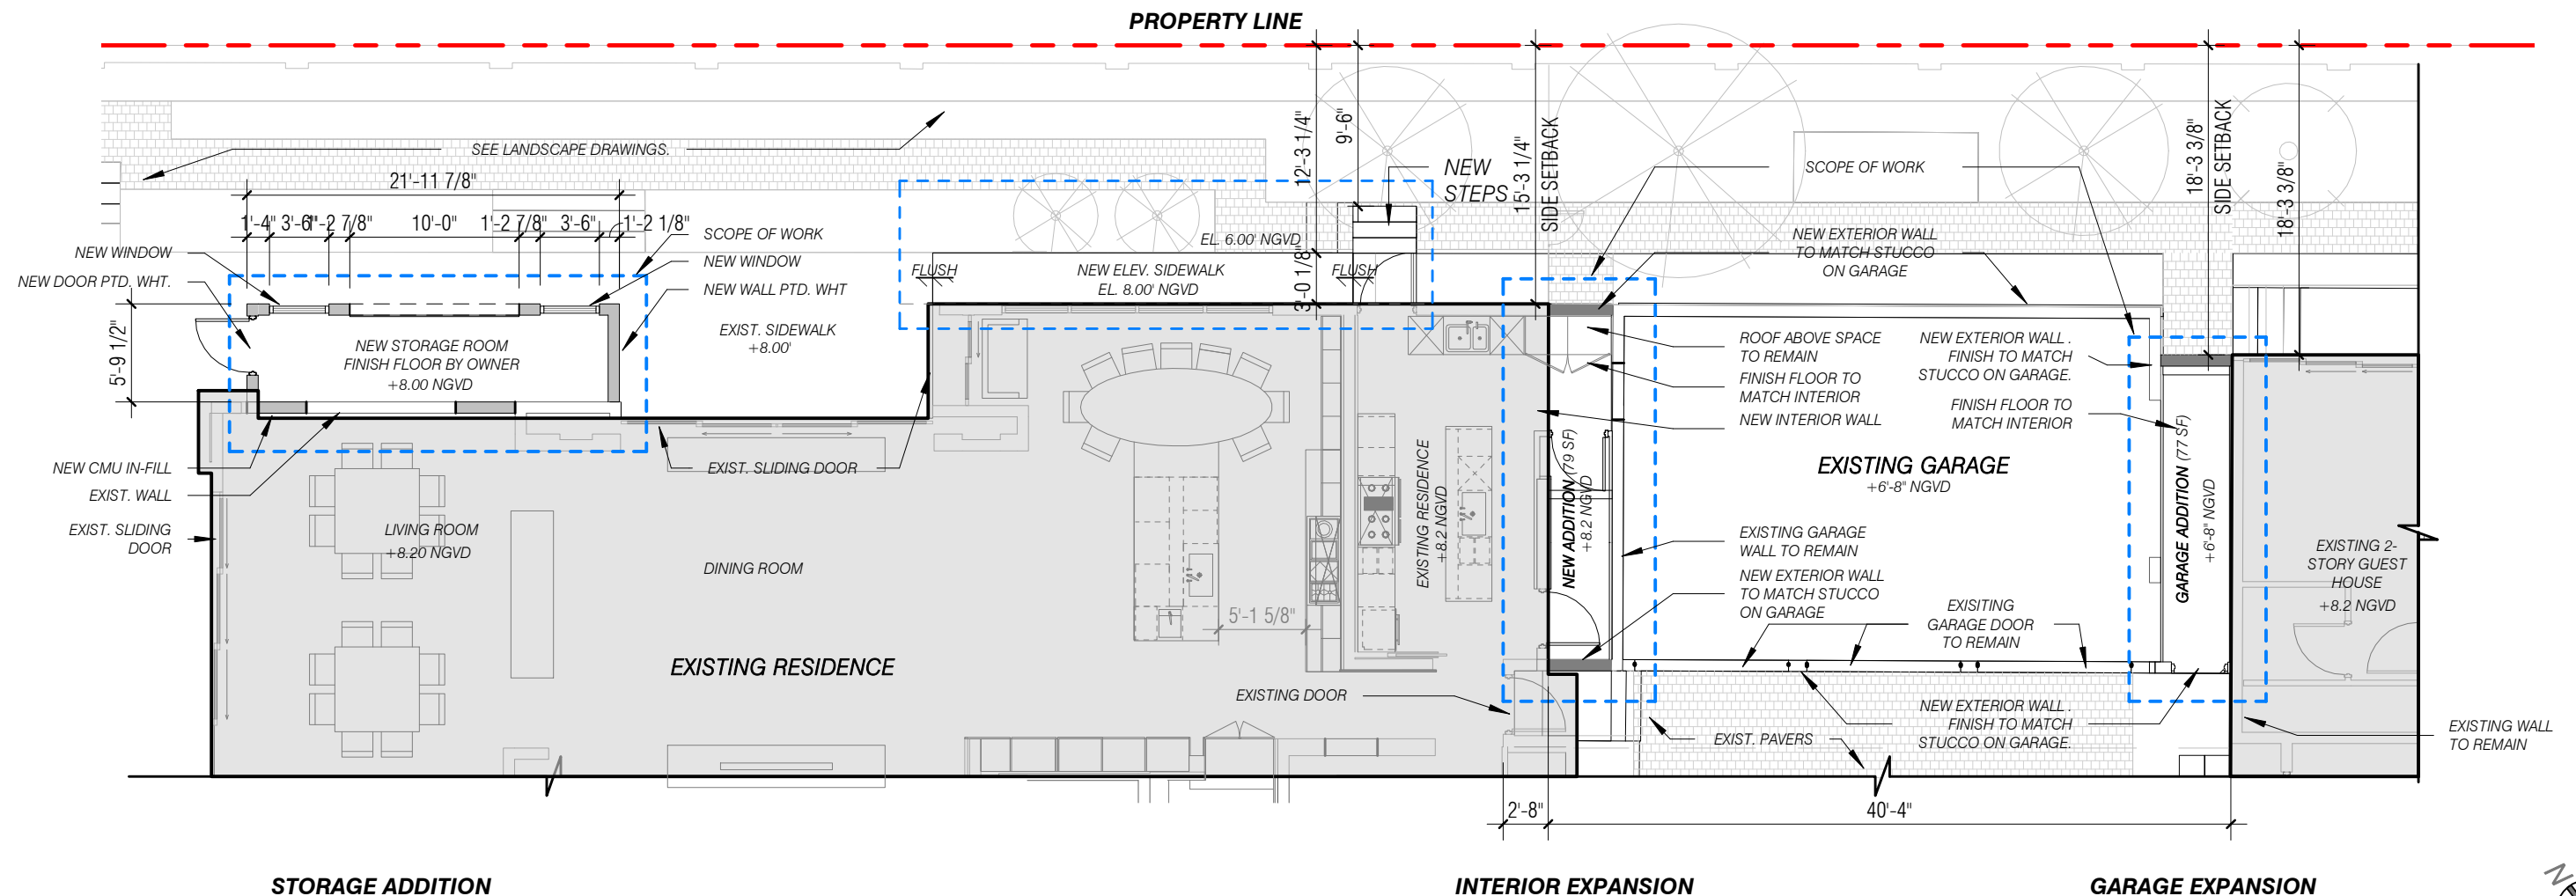 PROPERTY LINE
SEE LANDSCAPE DRAWINGS.
21'-11 7/8"
1'-4"
3'-6"
1'-2 7/8"
10'-0"
1'-2 7/8"
3'-6"
1'-2 1/8"
5'-9 1/2"
NEW WINDOW
NEW DOOR PTD. WHT.
SCOPE OF WORK
NEW WINDOW
NEW WALL PTD. WHT
NEW STORAGE ROOM
FINISH FLOOR BY OWNER
+8.00 NGVD
EXIST. SIDEWALK
+8.00'
NEW CMU IN-FILL
EXIST. WALL
EXIST. SLIDING
DOOR
EXIST. SLIDING DOOR
LIVING ROOM
+8.20 NGVD
DINING ROOM
EXISTING RESIDENCE
FLUSH
NEW ELEV. SIDEWALK
EL. 8.00' NGVD
FLUSH
EL. 6.00' NGVD
12'-3 1/4"
3'-0 1/8"
9'-6"
NEW
STEPS
15'-3 1/4"
SIDE SETBACK
5'-1 5/8"
EXISTING RESIDENCE
+8.2 NGVD
EXISTING DOOR
NEW ADDITION (79 SF)
+8.2 NGVD
SCOPE OF WORK
NEW EXTERIOR WALL
TO MATCH STUCCO
ON GARAGE
ROOF ABOVE SPACE
TO REMAIN
FINISH FLOOR TO
MATCH INTERIOR
NEW INTERIOR WALL
NEW EXTERIOR WALL .
FINISH TO MATCH
STUCCO ON GARAGE.
FINISH FLOOR TO
MATCH INTERIOR
EXISTING GARAGE
+6'-8" NGVD
EXISTING GARAGE
WALL TO REMAIN
NEW EXTERIOR WALL
TO MATCH STUCCO
ON GARAGE
EXISITING
GARAGE DOOR
TO REMAIN
NEW EXTERIOR WALL .
FINISH TO MATCH
STUCCO ON GARAGE.
EXIST. PAVERS
18'-3 3/8"
SIDE SETBACK
18'-3 3/8"
GARAGE ADDITION (77 SF)
+6'-8" NGVD
EXISTING 2-
STORY GUEST
HOUSE
+8.2 NGVD
EXISTING WALL
TO REMAIN
2'-8"
40'-4"
STORAGE ADDITION
INTERIOR EXPANSION
GARAGE EXPANSION
N